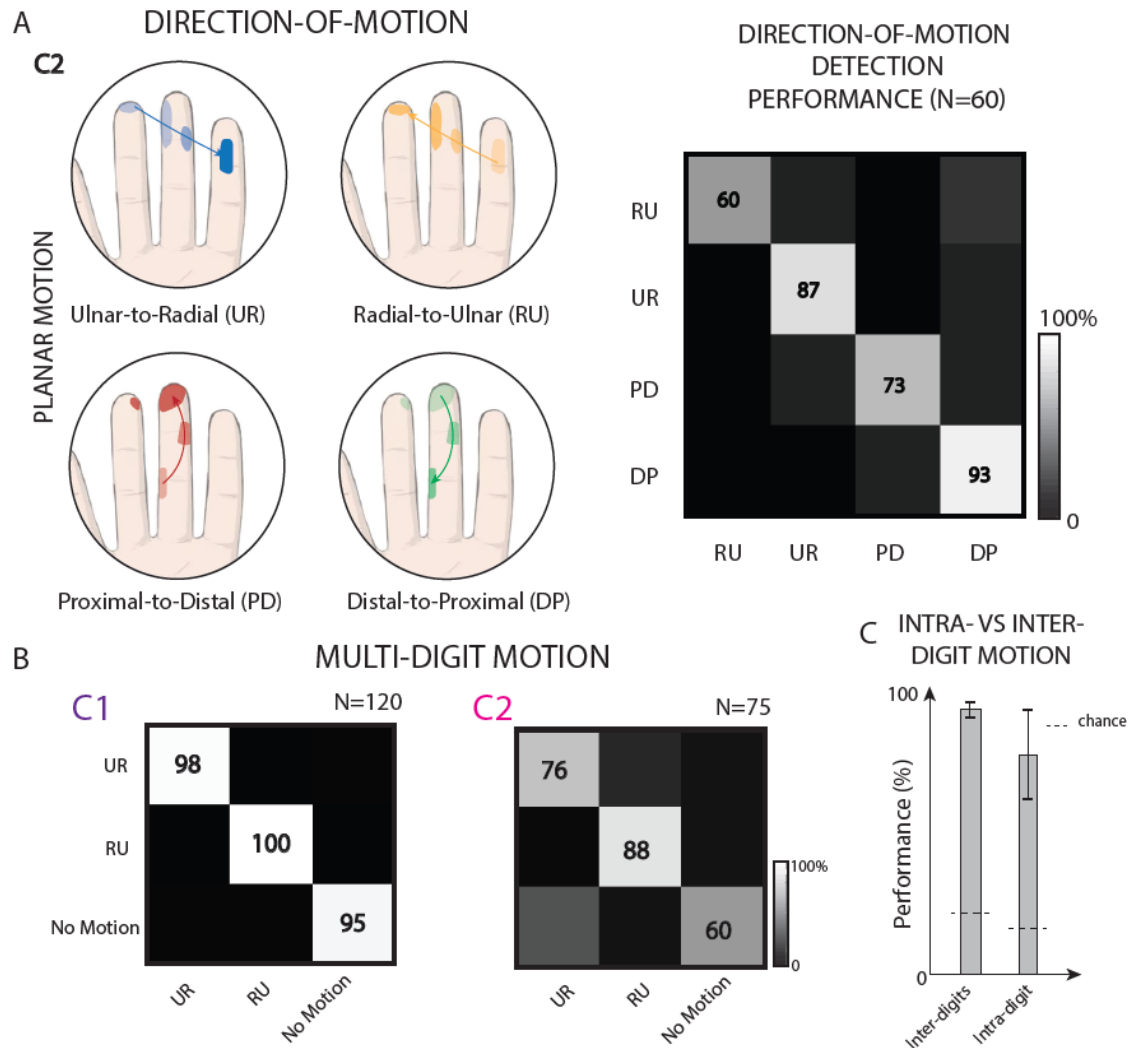 A
DIRECTION-OF-MOTION
C2
PLANAR MOTION
Ulnar-to-Radial (UR)
Radial-to-Ulnar (RU)
Proximal-to-Distal (PD)
Distal-to-Proximal (DP)
DIRECTION-OF-MOTION
DETECTION
PERFORMANCE (N=60)
RU
60
UR
87
PD
73
DP
93
RU
UR
PD
DP
100%
0
B
MULTI-DIGIT MOTION
C1
N=120
UR
98
RU
100
No Motion
95
UR
RU
No Motion
C2
N=75
76
88
60
UR
RU
No Motion
100%
0
C
INTRA- VS INTER-
DIGIT MOTION
100
chance
Performance (%)
0
Inter-digits
Intra-digit